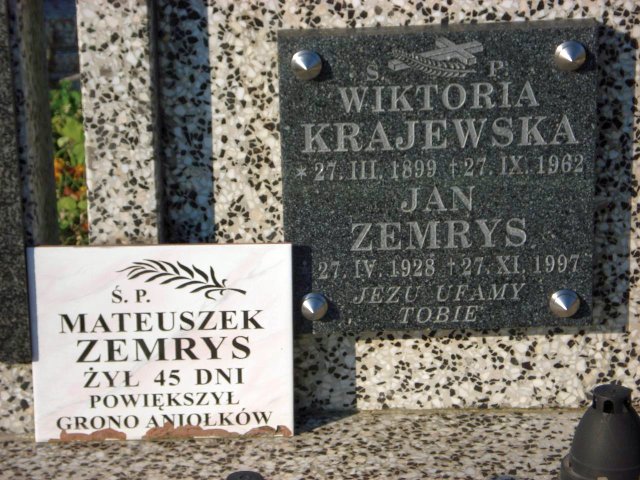 Ś. P.
WIKTORIA
KRAJEWSKA
* 27. III. 1899 † 27. IX. 1962
JAN
ZEMRYS
* 27. IV. 1928 † 27. XI. 1997
JEZU UFAMY
TOBIE
Ś. P.
MATEUSZEK
ZEMRYS
ŻYŁ 45 DNI
POWIĘKSZYŁ
GRONO ANIOŁKÓW